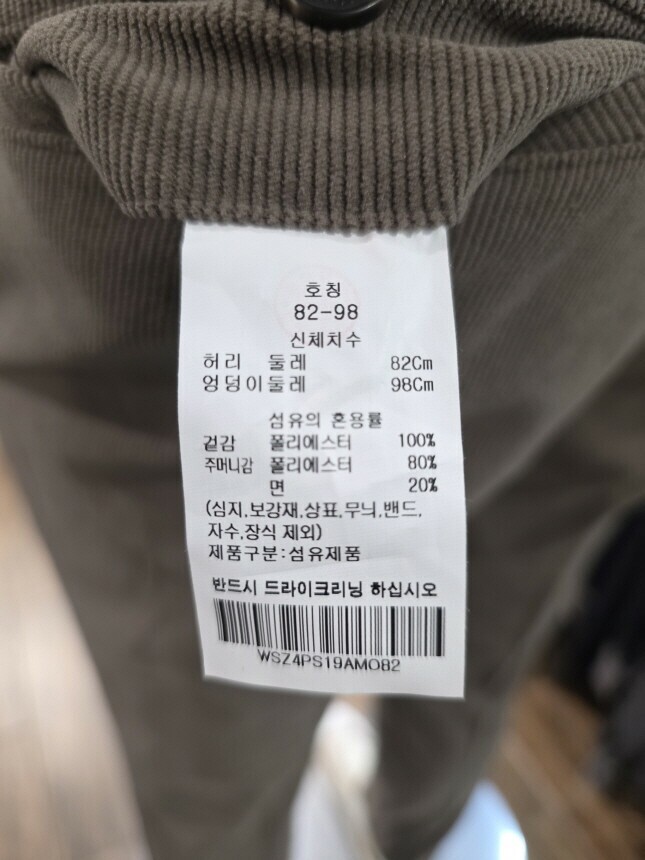 호칭
82-98
신체치수
허리 둘레 82Cm
엉덩이둘레 98Cm
섬유의 혼용률
겉감 폴리에스터 100%
주머니감 폴리에스터 80%
면 20%
(심지,보강재,상표,무늬,밴드,
자수,장식 제외)
제품구분:섬유제품
반드시 드라이크리닝 하십시오
WSZ4PS19AMO82